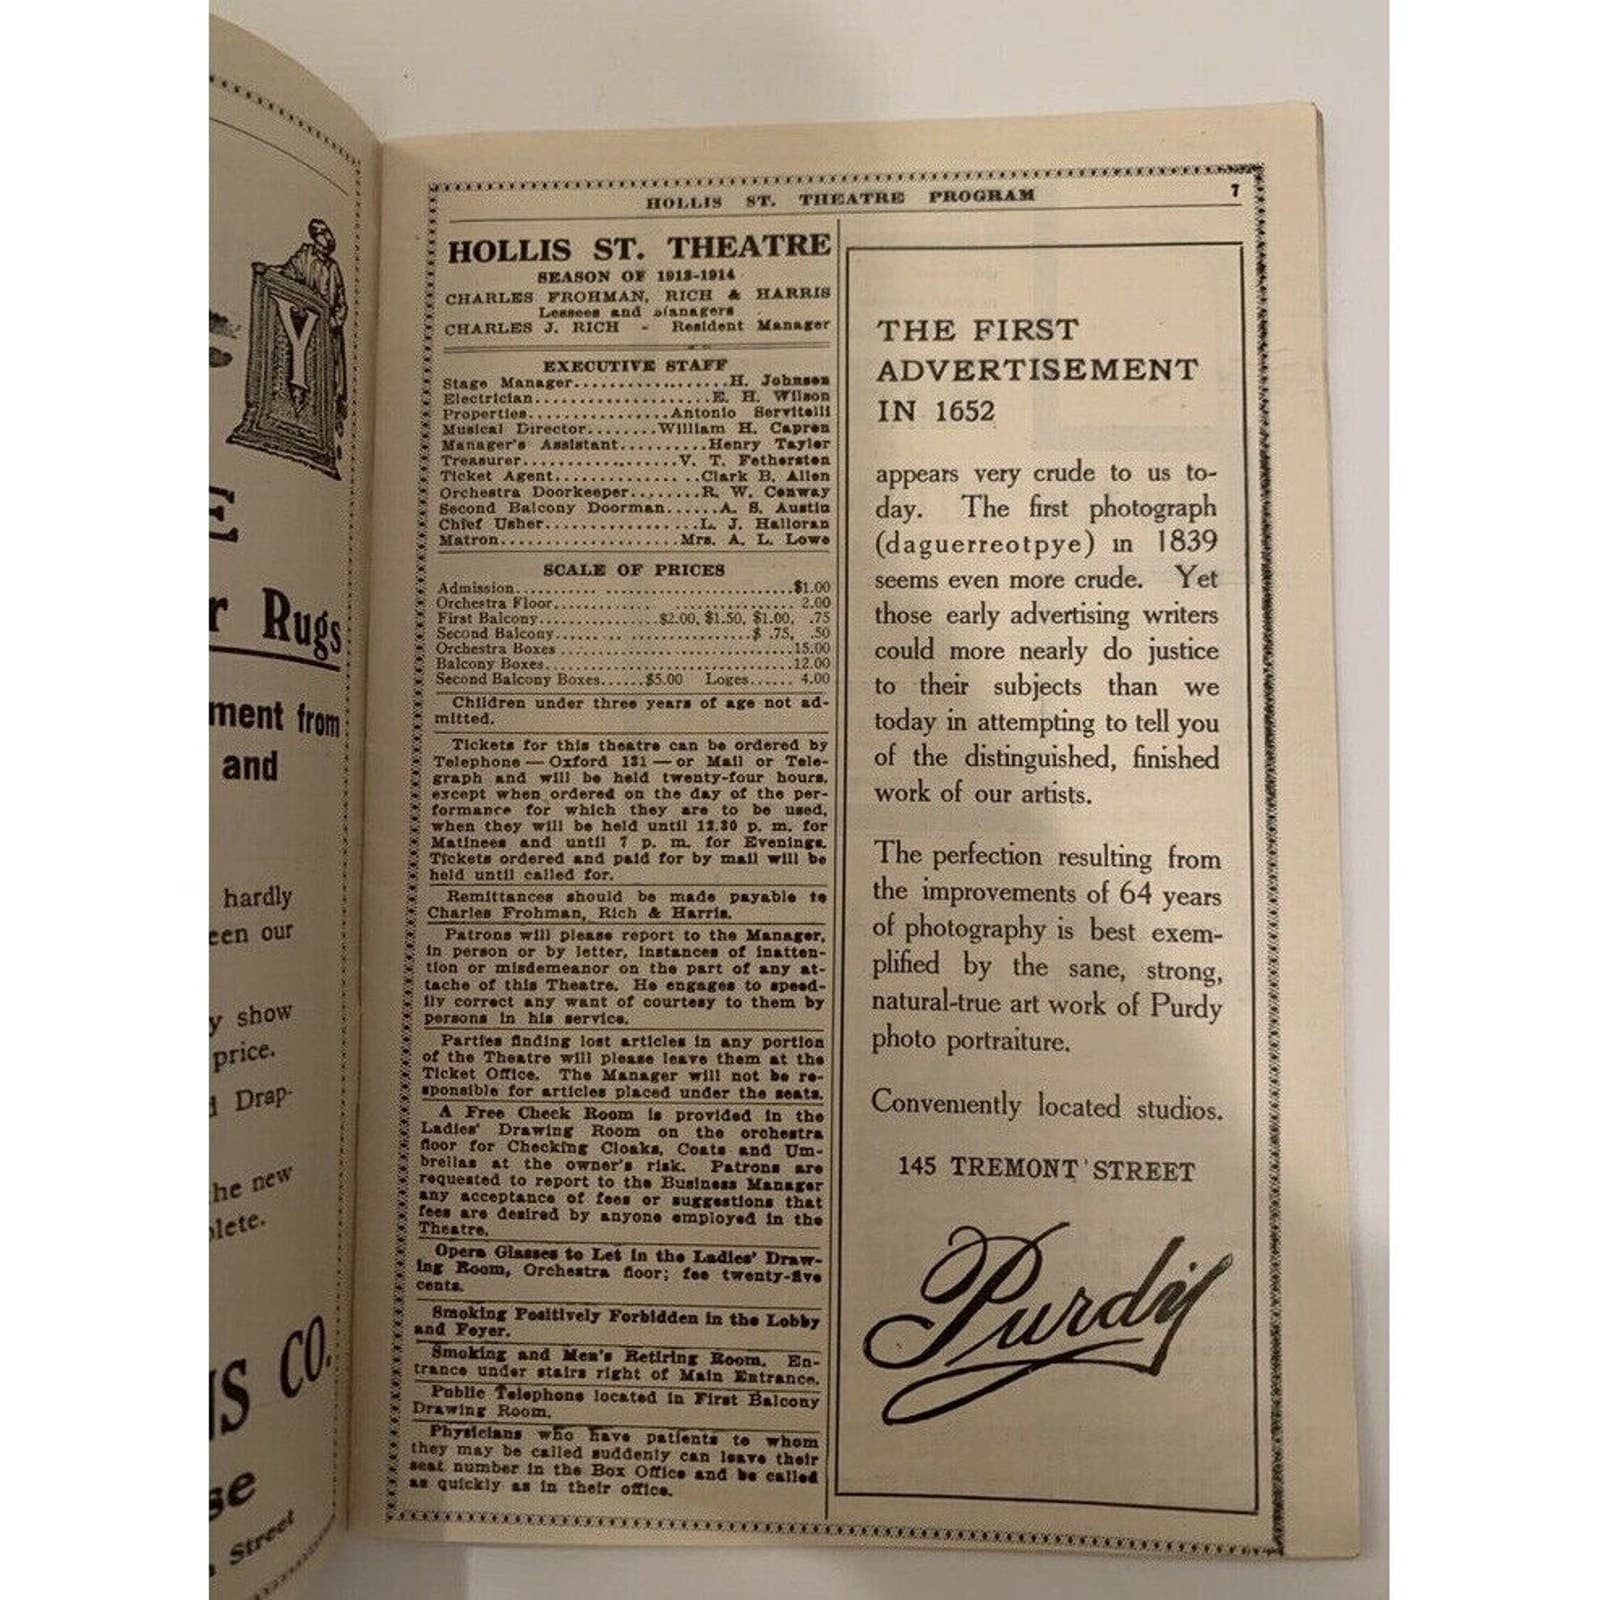 Y
E
r Rugs
ment from
and
hardly
een our
y show
price.
d Drap-
he new
plete.
NS CO.
se
Street
HOLLIS ST. THEATRE PROGRAM 7
HOLLIS ST. THEATRE
SEASON OF 1913-1914
CHARLES FROHMAN, RICH & HARRIS
Lessees and Managers
CHARLES J. RICH - Resident Manager
EXECUTIVE STAFF
Stage Manager..................H. Johnson
Electrician....................E. H. Wilson
Properties................Antonio Servitelli
Musical Director........William H. Capron
Manager's Assistant..........Henry Taylor
Treasurer..................V. T. Fetherston
Ticket Agent................Clark B. Allen
Orchestra Doorkeeper........R. W. Conway
Second Balcony Doorman......A. S. Austin
Chief Usher..................L. J. Halloran
Matron.....................Mrs. A. L. Lowe
SCALE OF PRICES
Admission....................................$1.00
Orchestra Floor............................ 2.00
First Balcony................$2.00, $1.50, $1.00, .75
Second Balcony.........................$ .75, .50
Orchestra Boxes................................15.00
Balcony Boxes..................................12.00
Second Balcony Boxes......$5.00 Loges...... 4.00
Children under three years of age not ad-
mitted.
Tickets for this theatre can be ordered by
Telephone — Oxford 131 — or Mail or Tele-
graph and will be held twenty-four hours,
except when ordered on the day of the per-
formance for which they are to be used,
when they will be held until 12.30 p. m. for
Matinees and until 7 p. m. for Evenings.
Tickets ordered and paid for by mail will be
held until called for.
Remittances should be made payable to
Charles Frohman, Rich & Harris.
Patrons will please report to the Manager,
in person or by letter, instances of inatten-
tion or misdemeanor on the part of any at-
tache of this Theatre. He engages to speed-
ily correct any want of courtesy to them by
persons in his service.
Parties finding lost articles in any portion
of the Theatre will please leave them at the
Ticket Office. The Manager will not be re-
sponsible for articles placed under the seats.
A Free Check Room is provided in the
Ladies' Drawing Room on the orchestra
floor for Checking Cloaks, Coats and Um-
brellas at the owner's risk. Patrons are
requested to report to the Business Manager
any acceptance of fees or suggestions that
fees are desired by anyone employed in the
Theatre.
Opera Glasses to Let in the Ladies' Draw-
ing Room, Orchestra floor; fee twenty-five
cents.
Smoking Positively Forbidden in the Lobby
and Foyer.
Smoking and Men's Retiring Room. En-
trance under stairs right of Main Entrance.
Public Telephone located in First Balcony
Drawing Room.
Physicians who have patients to whom
they may be called suddenly can leave their
seat number in the Box Office and be called
as quickly as in their office.
THE FIRST
ADVERTISEMENT
IN 1652
appears very crude to us to-
day. The first photograph
(daguerreotpye) in 1839
seems even more crude. Yet
those early advertising writers
could more nearly do justice
to their subjects than we
today in attempting to tell you
of the distinguished, finished
work of our artists.
The perfection resulting from
the improvements of 64 years
of photography is best exem-
plified by the sane, strong,
natural-true art work of Purdy
photo portraiture.
Conveniently located studios.
145 TREMONT STREET
Purdy